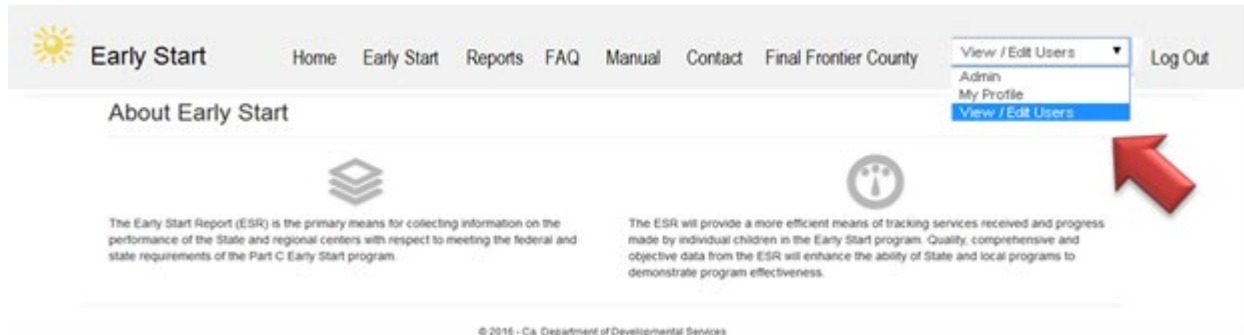 Early Start Home Early Start Reports FAQ Manual Contact Final Frontier County View / Edit Users Log Out
Admin
My Profile
View / Edit Users
About Early Start
The Early Start Report (ESR) is the primary means for collecting information on the
performance of the State and regional centers with respect to meeting the federal and
state requirements of the Part C Early Start program.
The ESR will provide a more efficient means of tracking services received and progress
made by individual children in the Early Start program. Quality, comprehensive and
objective data from the ESR will enhance the ability of State and local programs to
demonstrate program effectiveness.
© 2016 - Ca. Department of Developmental Services